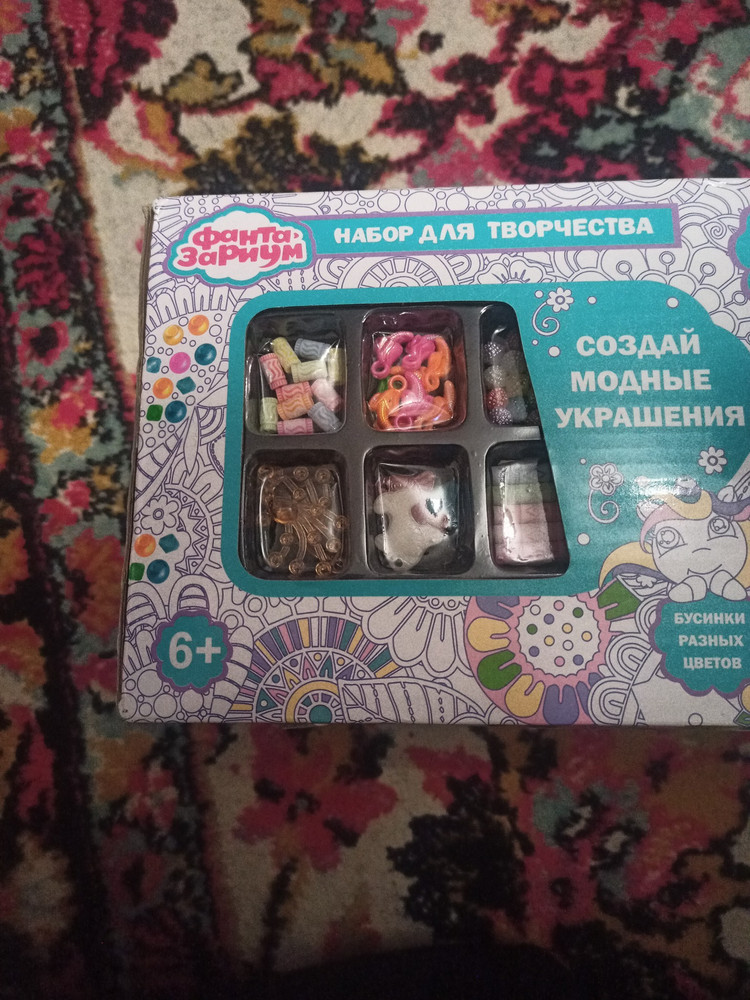 Фанта-
зариум
НАБОР ДЛЯ ТВОРЧЕСТВА
СОЗДАЙ
МОДНЫЕ
УКРАШЕНИЯ
6+
БУСИНКИ
РАЗНЫХ
ЦВЕТОВ